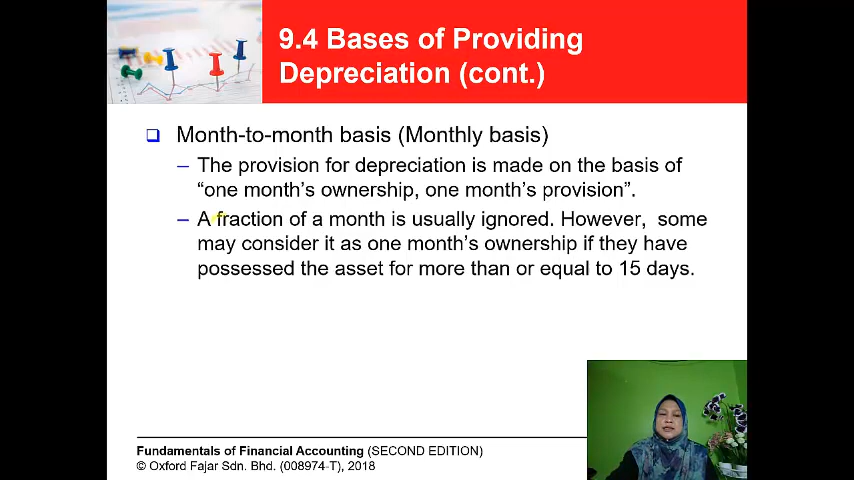 9.4 Bases of Providing
Depreciation (cont.)
Month-to-month basis (Monthly basis)
– The provision for depreciation is made on the basis of
“one month’s ownership, one month’s provision”.
– A fraction of a month is usually ignored. However, some
may consider it as one month’s ownership if they have
possessed the asset for more than or equal to 15 days.
Fundamentals of Financial Accounting (SECOND EDITION)
© Oxford Fajar Sdn. Bhd. (008974-T), 2018